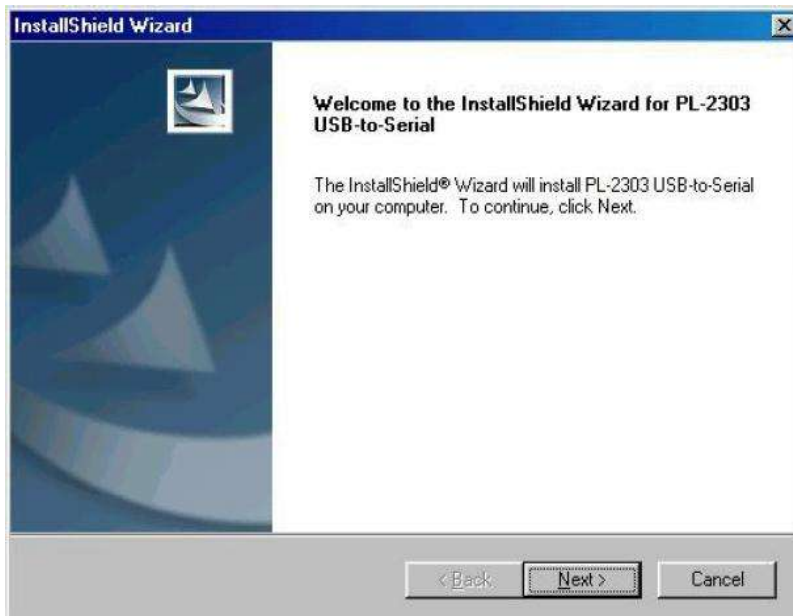 InstallShield Wizard
Welcome to the InstallShield Wizard for PL-2303
USB-to-Serial
The InstallShield® Wizard will install PL-2303 USB-to-Serial
on your computer.  To continue, click Next.
< Back
Next >
Cancel